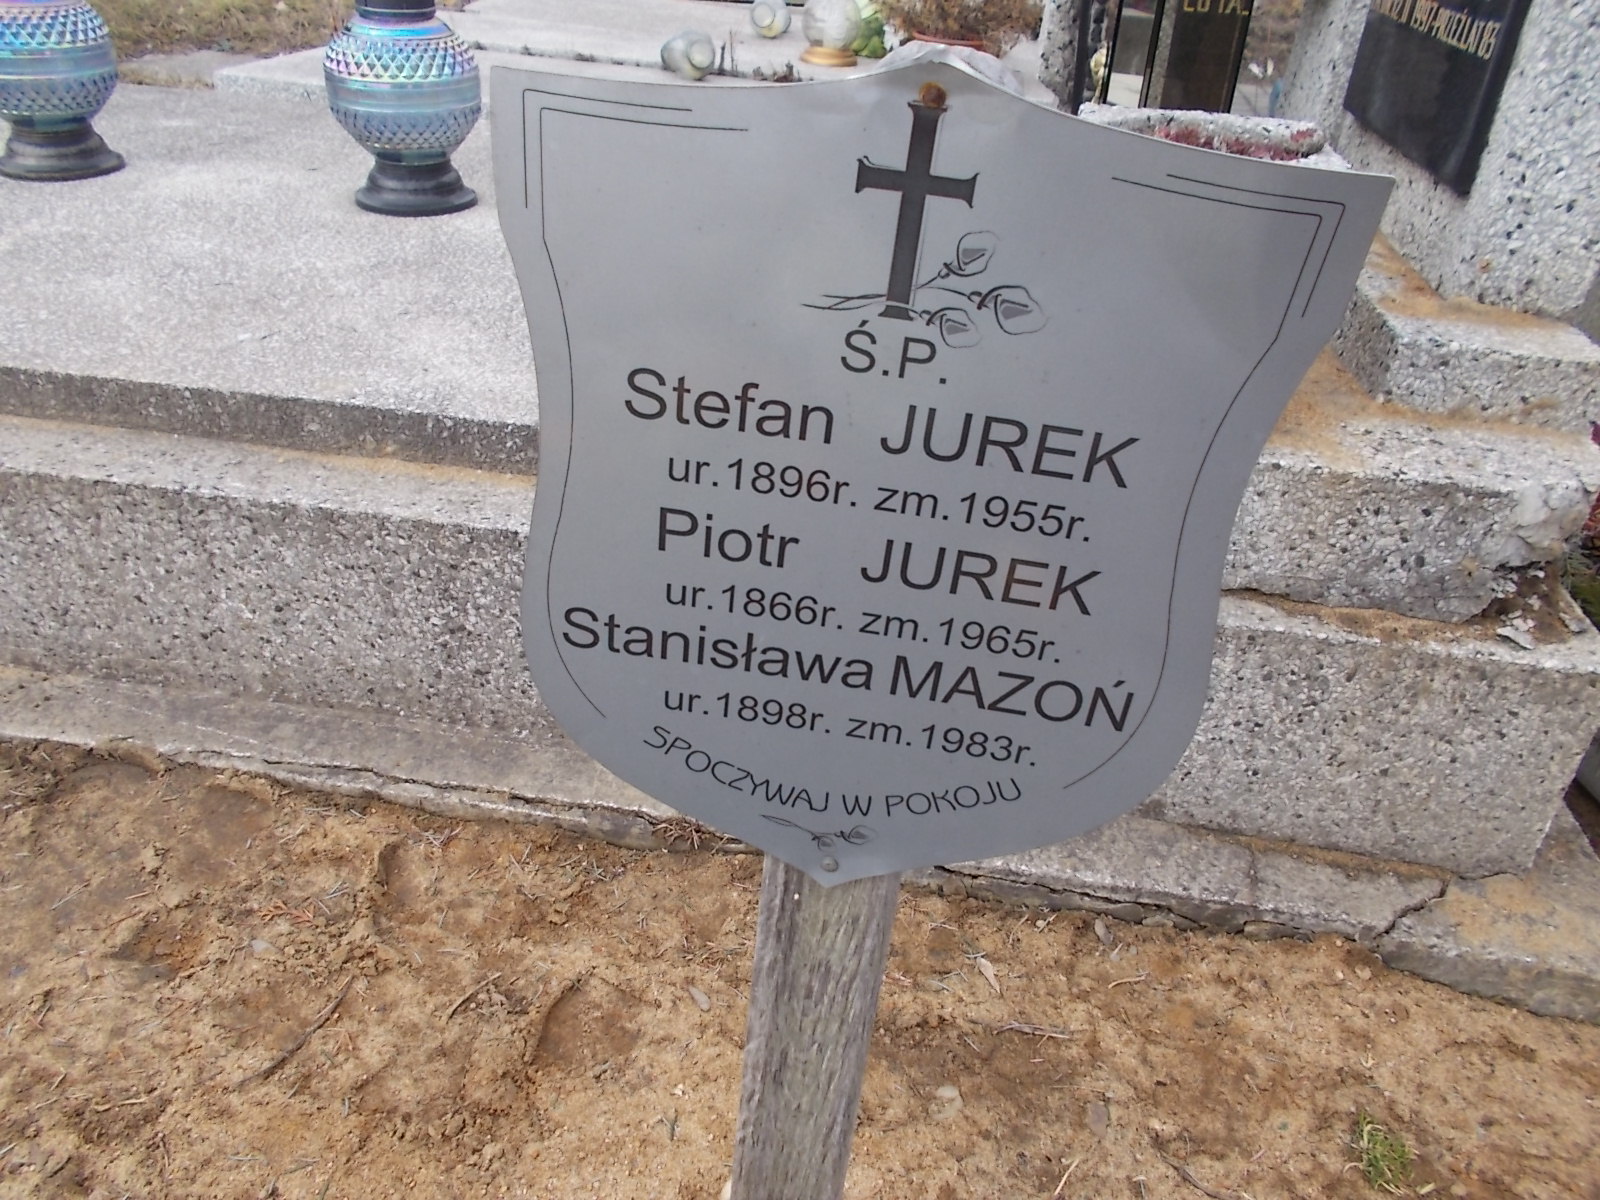 Ś.P.
Stefan JUREK
ur.1896r. zm.1955r.
Piotr JUREK
ur.1866r. zm.1965r.
Stanisława MAZOŃ
ur.1898r. zm.1983r.
SPOCZYWAJ W POKOJU